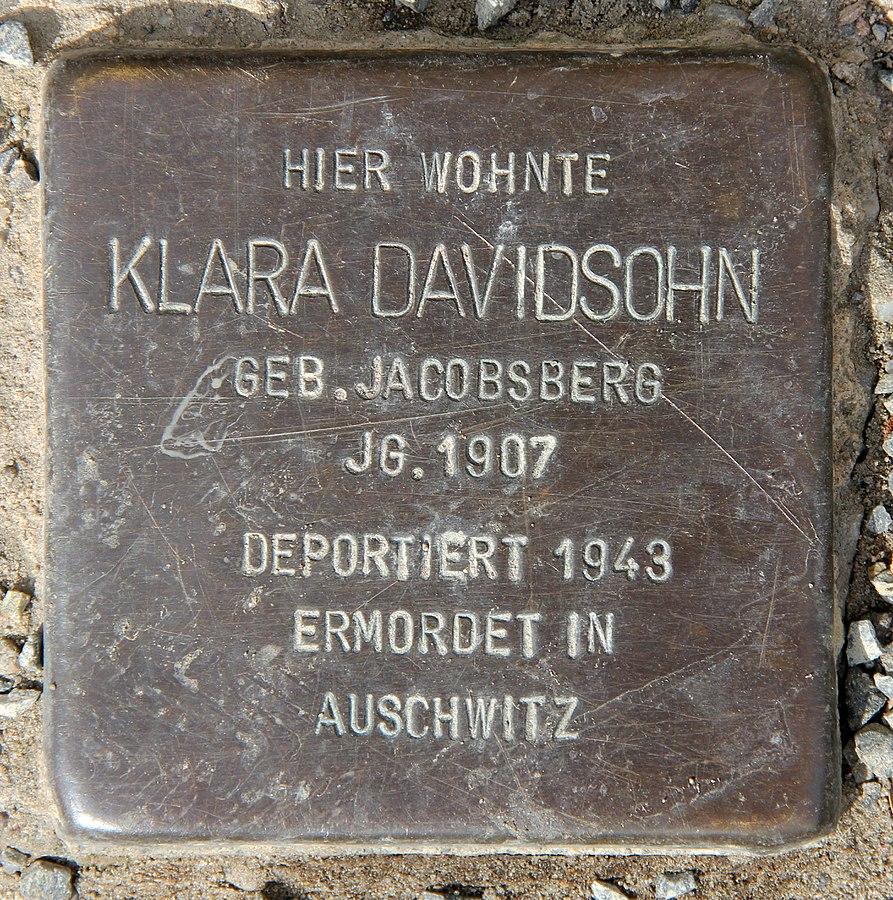 HIER WOHNTE
KLARA DAVIDSOHN
GEB. JACOBSBERG
JG. 1907
DEPORTIERT 1943
ERMORDET IN
AUSCHWITZ